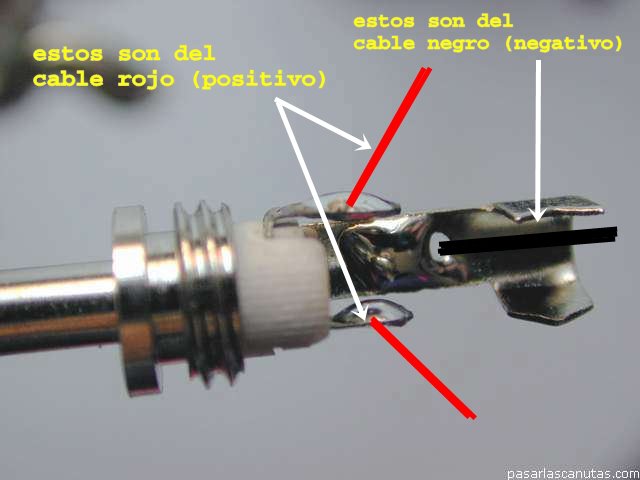 estos son del
cable rojo (positivo)
estos son del
cable negro (negativo)
pasarlascanutas.com